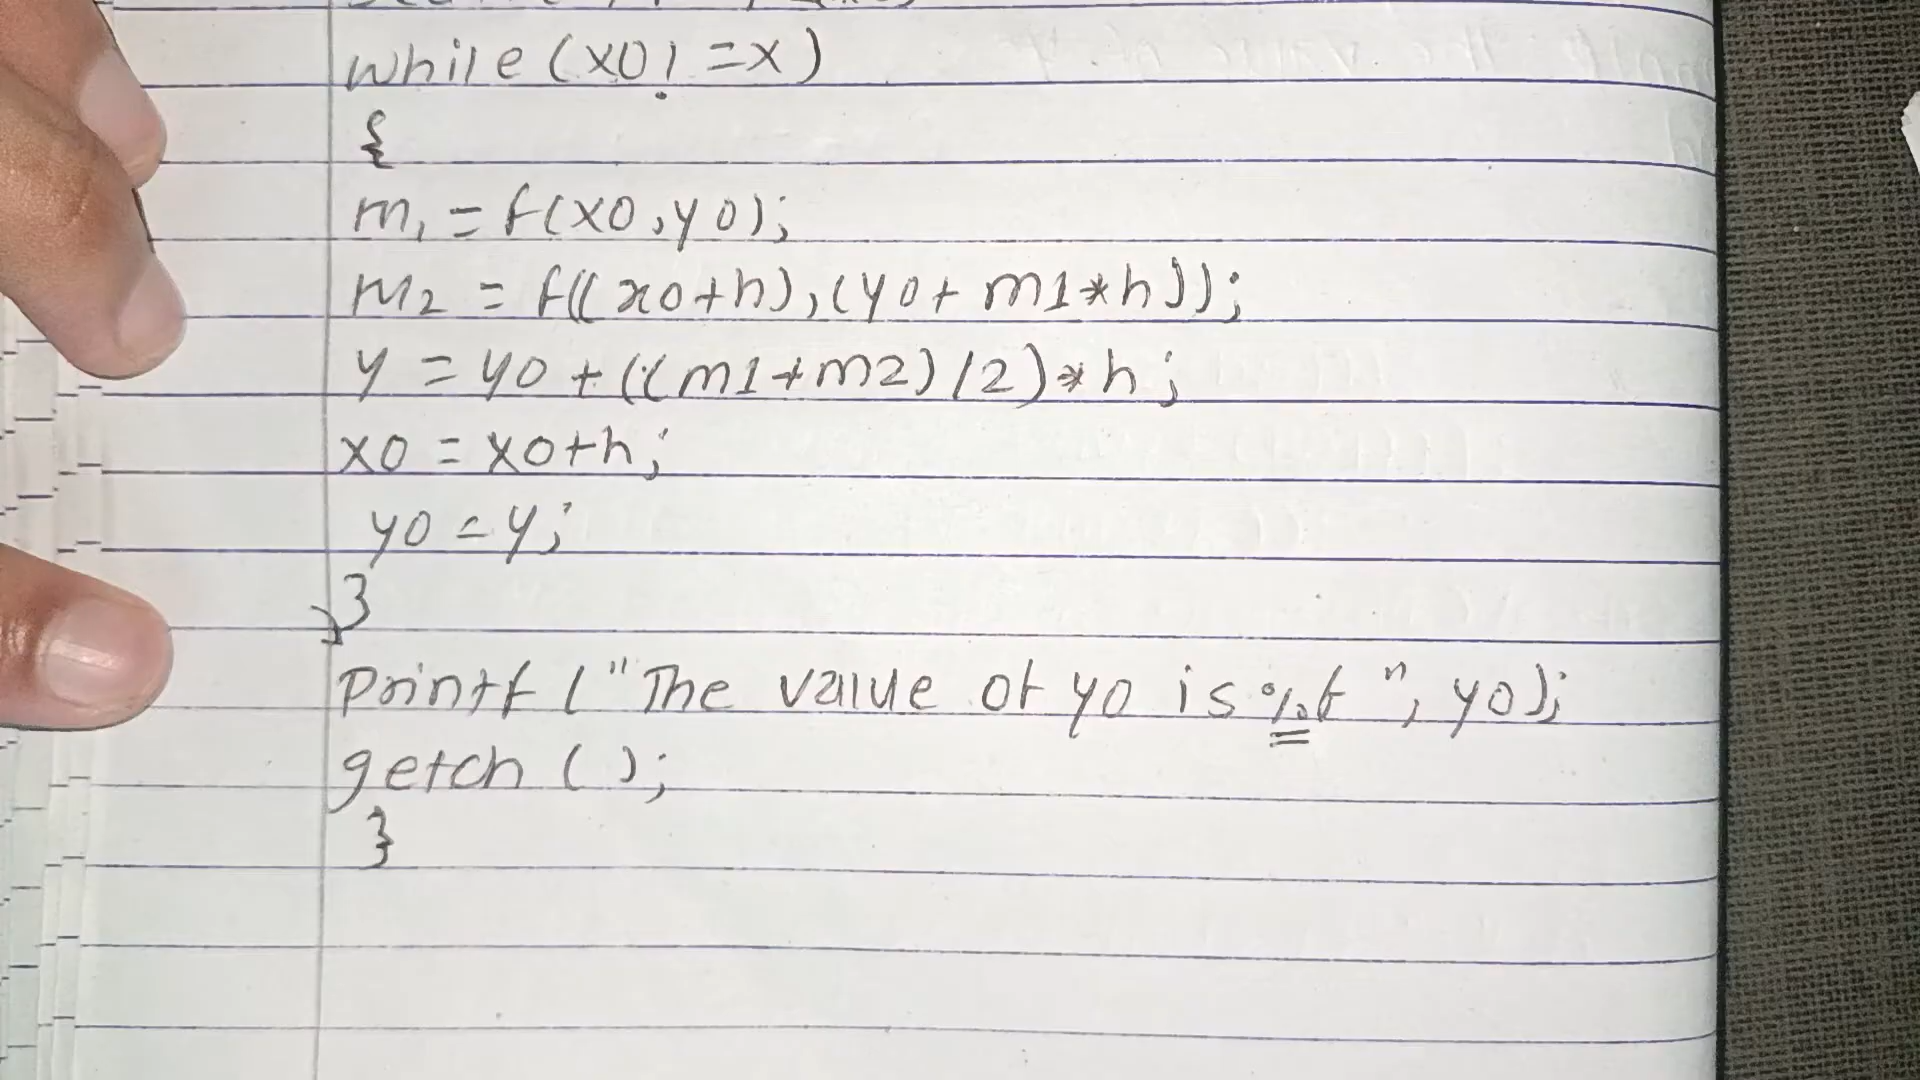 while (x0! =x)
{
m1 = f(x0,y0);
m2 = f((x0+h),(y0+m1*h));
y = y0+((m1+m2)/2)*h;
x0 = x0+h;
y0=y;
}
printf ("The value of y0 is %f", y0);
getch ();
}